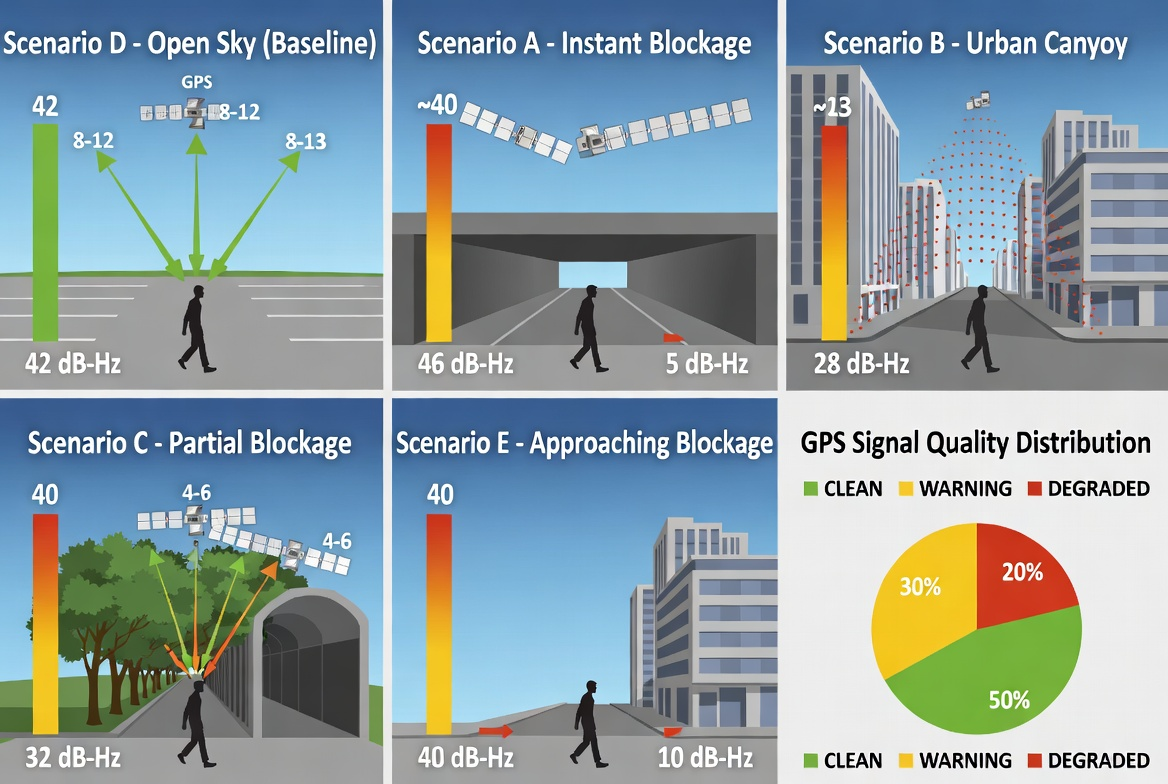 Scenario D - Open Sky (Baseline)
GPS
42
8-12
8-12
8-13
42 dB-Hz
Scenario A - Instant Blockage
~40
46 dB-Hz
5 dB-Hz
Scenario B - Urban Canyoy
~13
28 dB-Hz
Scenario C - Partial Blockage
40
4-6
4-6
32 dB-Hz
Scenario E - Approaching Blockage
40
40 dB-Hz
10 dB-Hz
GPS Signal Quality Distribution
CLEAN WARNING DEGRADED
30%
20%
50%
CLEAN WARNING DEGRADED